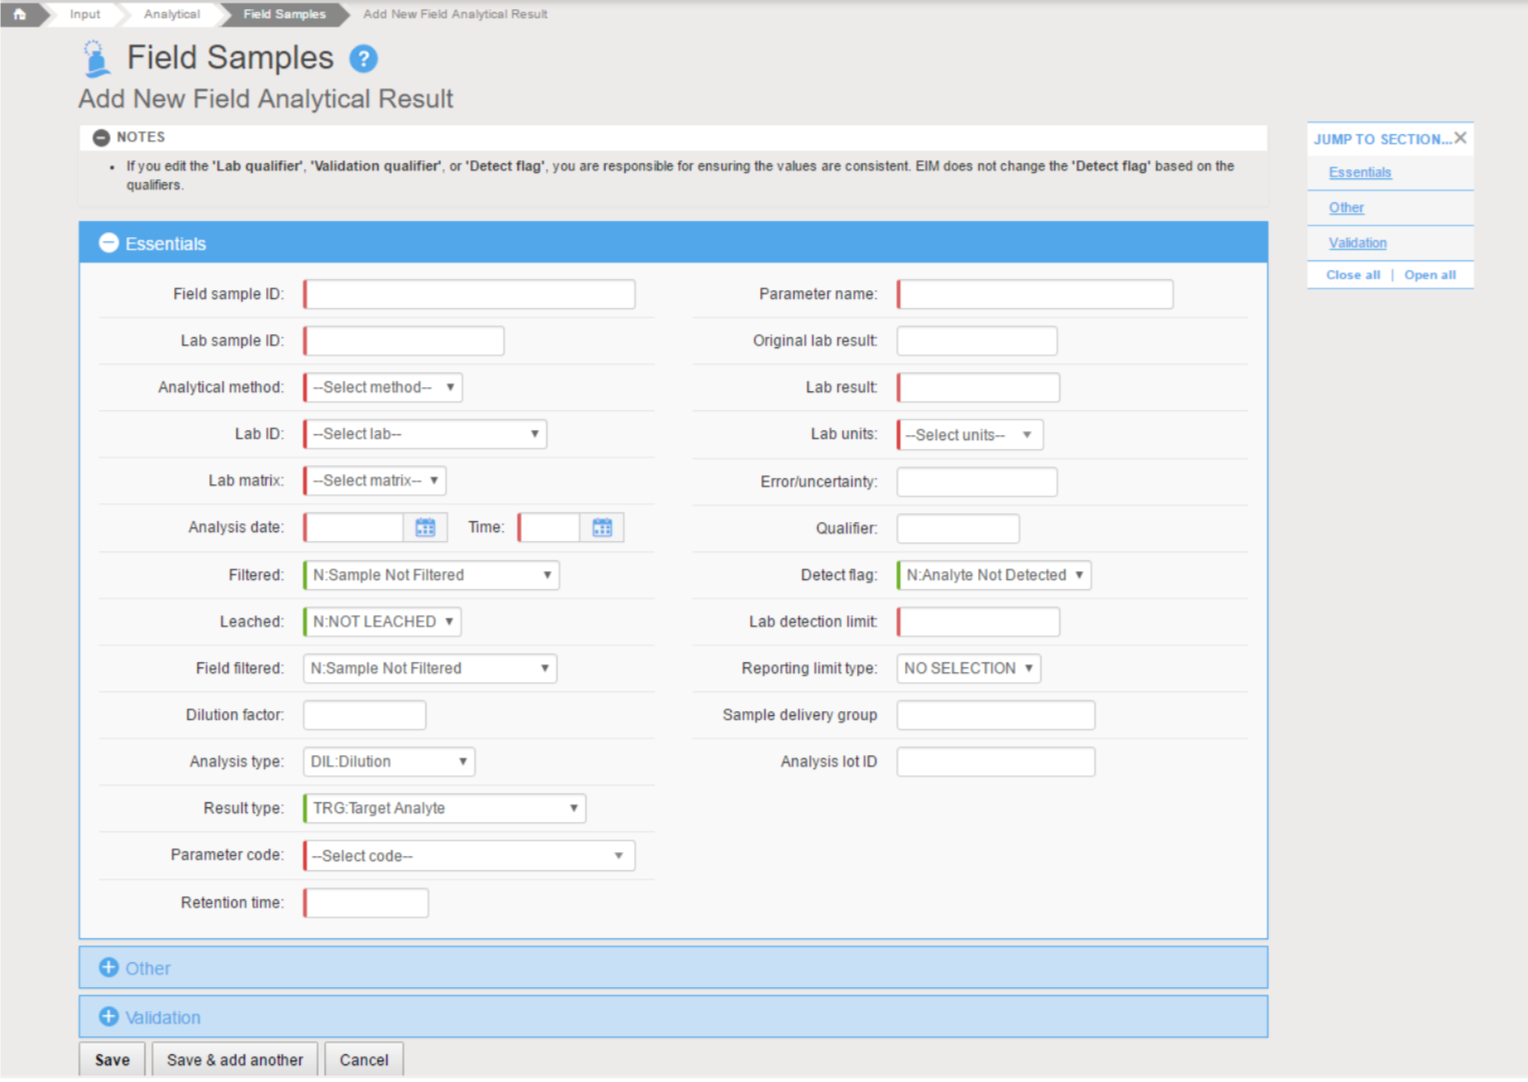 Input
Analytical
Field Samples
Add New Field Analytical Result
Field Samples ?
Add New Field Analytical Result
NOTES
• If you edit the 'Lab qualifier', 'Validation qualifier', or 'Detect flag', you are responsible for ensuring the values are consistent. EIM does not change the 'Detect flag' based on the
qualifiers.
JUMP TO SECTION...
Essentials
Other
Validation
Close all | Open all
Essentials
Field sample ID:
Lab sample ID:
Analytical method: --Select method--
Lab ID: --Select lab--
Lab matrix: --Select matrix--
Analysis date: Time:
Filtered: N:Sample Not Filtered
Leached: N:NOT LEACHED
Field filtered: N:Sample Not Filtered
Dilution factor:
Analysis type: DIL:Dilution
Result type: TRG:Target Analyte
Parameter code: --Select code--
Retention time:
Parameter name:
Original lab result:
Lab result:
Lab units: --Select units--
Error/uncertainty:
Qualifier:
Detect flag: N:Analyte Not Detected
Lab detection limit:
Reporting limit type: NO SELECTION
Sample delivery group
Analysis lot ID
Other
Validation
Save
Save & add another
Cancel